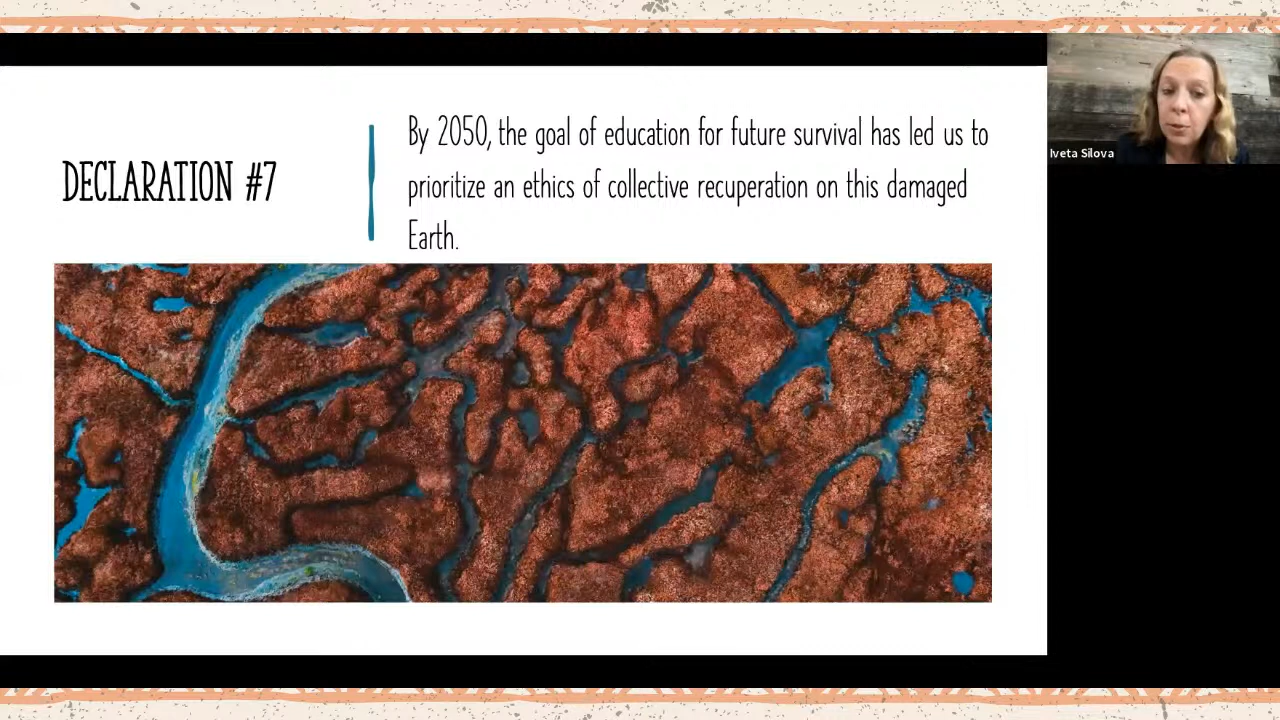 DECLARATION #7
By 2050, the goal of education for future survival has led us to
prioritize an ethics of collective recuperation on this damaged
Earth.
Iveta Silova